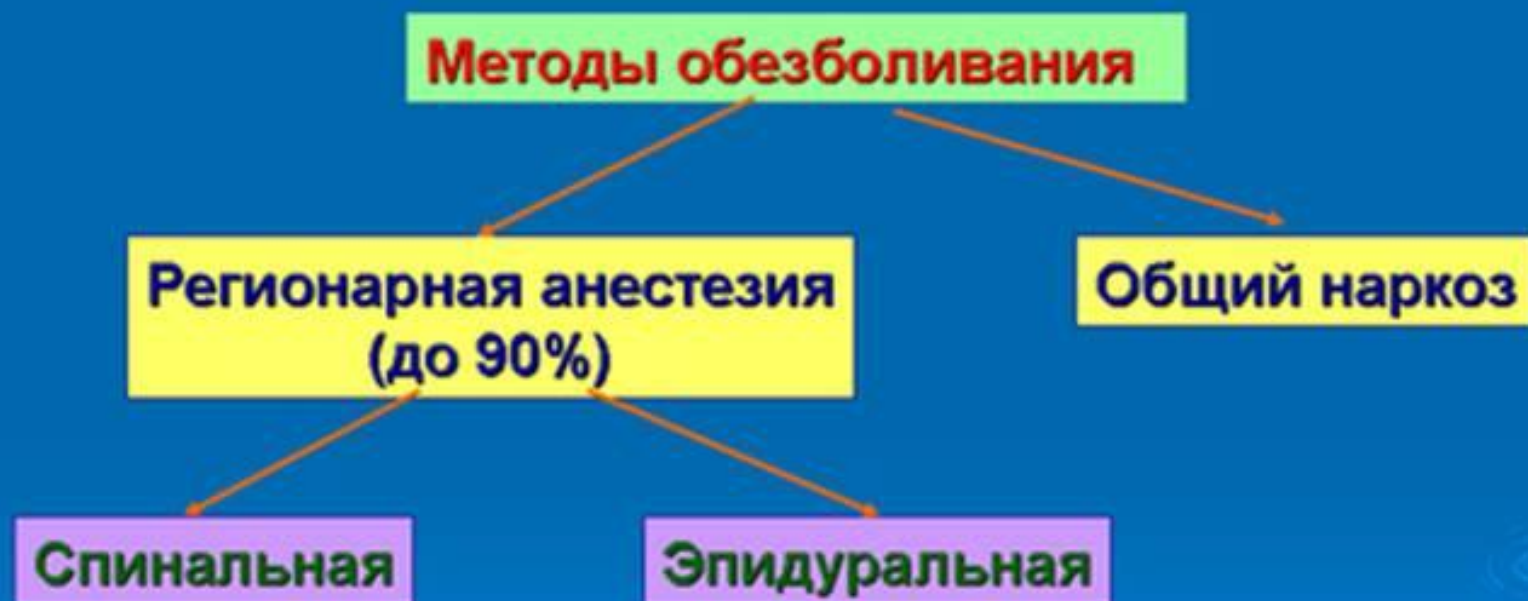 Методы обезболивания
Регионарная анестезия
(до 90%)
Общий наркоз
Спинальная
Эпидуральная